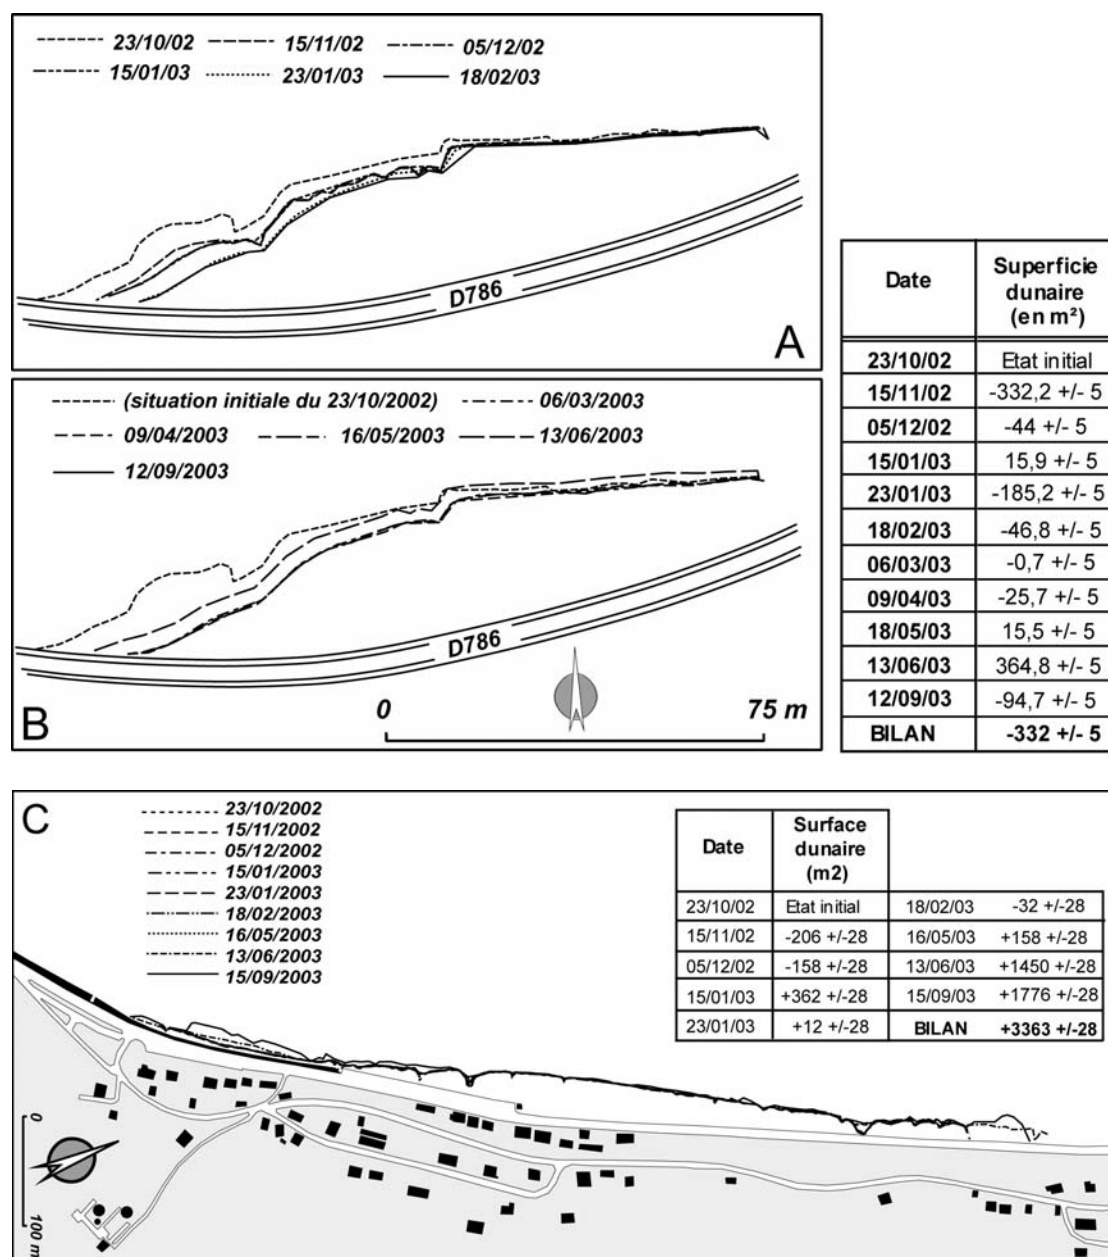 23/10/02 15/11/02 05/12/02
15/01/03 23/01/03 18/02/03
D786
A
(situation initiale du 23/10/2002) 06/03/2003
09/04/2003 16/05/2003 13/06/2003
12/09/2003
D786
B
0 75 m
Date Superficie dunaire (en m²)
23/10/02 Etat initial
15/11/02 -332,2 +/- 5
05/12/02 -44 +/- 5
15/01/03 15,9 +/- 5
23/01/03 -185,2 +/- 5
18/02/03 -46,8 +/- 5
06/03/03 -0,7 +/- 5
09/04/03 -25,7 +/- 5
18/05/03 15,5 +/- 5
13/06/03 364,8 +/- 5
12/09/03 -94,7 +/- 5
BILAN -332 +/- 5
C
23/10/2002
15/11/2002
05/12/2002
15/01/2003
23/01/2003
18/02/2003
16/05/2003
13/06/2003
15/09/2003
Date Surface dunaire (m2)
23/10/02 Etat initial 18/02/03 -32 +/-28
15/11/02 -206 +/-28 16/05/03 +158 +/-28
05/12/02 -158 +/-28 13/06/03 +1450 +/-28
15/01/03 +362 +/-28 15/09/03 +1776 +/-28
23/01/03 +12 +/-28 BILAN +3363 +/-28
0
100 m